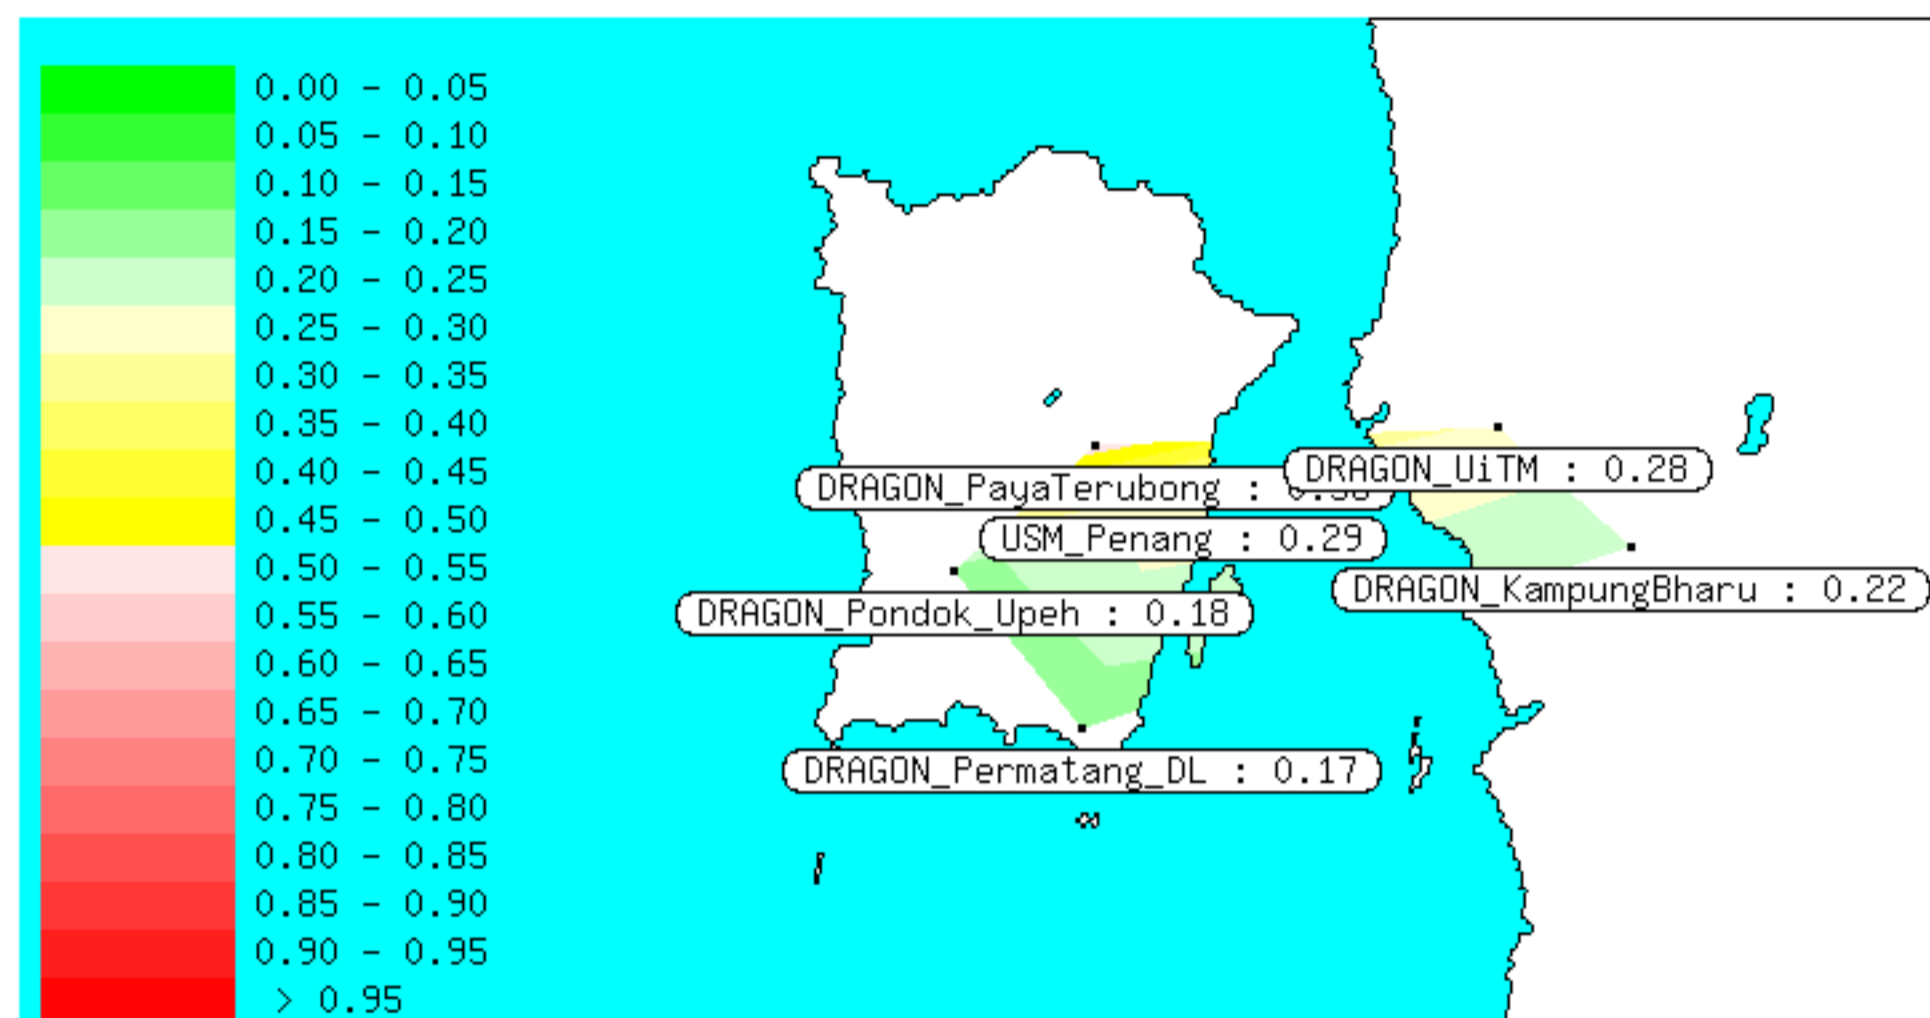 0.00 - 0.05
0.05 - 0.10
0.10 - 0.15
0.15 - 0.20
0.20 - 0.25
0.25 - 0.30
0.30 - 0.35
0.35 - 0.40
0.40 - 0.45
0.45 - 0.50
0.50 - 0.55
0.55 - 0.60
0.60 - 0.65
0.65 - 0.70
0.70 - 0.75
0.75 - 0.80
0.80 - 0.85
0.85 - 0.90
0.90 - 0.95
> 0.95
DRAGON_PayaTerubong :
DRAGON_UiTM : 0.28
USM_Penang : 0.29
DRAGON_KampungBharu : 0.22
DRAGON_Pondok_Upeh : 0.18
DRAGON_Permatang_DL : 0.17